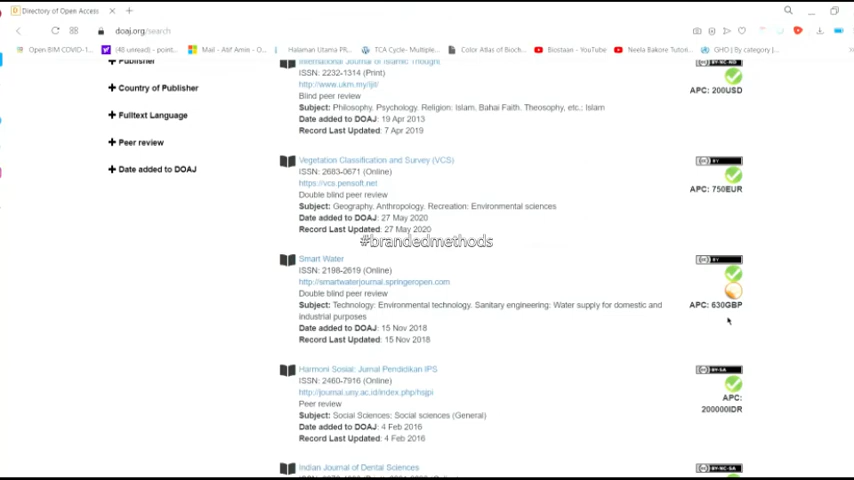 Directory of Open Access
doaj.org/search
Open BIM COVID-1...
(48 unread) - point...
Mail - Atif Amin - O...
Halaman Utama PR...
TCA Cycle- Multiple...
Color Atlas of Bioch...
Biostaan - YouTube
Neela Bakore Tutori...
GHO | By category |...
Publisher
Country of Publisher
Fulltext Language
Peer review
Date added to DOAJ
International Journal of Islamic Thought
ISSN: 2232-1314 (Print)
http://www.ukm.my/ijit/
Blind peer review
Subject: Philosophy. Psychology. Religion: Islam. Bahai Faith. Theosophy, etc.: Islam
Date added to DOAJ: 19 Apr 2013
Record Last Updated: 7 Apr 2019
BY-NC-ND
APC: 200USD
Vegetation Classification and Survey (VCS)
ISSN: 2683-0671 (Online)
https://vcs.pensoft.net
Double blind peer review
Subject: Geography. Anthropology. Recreation: Environmental sciences
Date added to DOAJ: 27 May 2020
Record Last Updated: 27 May 2020
BY
APC: 750EUR
#brandedmethods
Smart Water
ISSN: 2198-2619 (Online)
http://smartwaterjournal.springeropen.com
Double blind peer review
Subject: Technology: Environmental technology. Sanitary engineering: Water supply for domestic and
industrial purposes
Date added to DOAJ: 15 Nov 2018
Record Last Updated: 15 Nov 2018
BY
APC: 630GBP
Harmoni Sosial: Jurnal Pendidikan IPS
ISSN: 2460-7916 (Online)
http://journal.uny.ac.id/index.php/hsjpi
Peer review
Subject: Social Sciences: Social sciences (General)
Date added to DOAJ: 4 Feb 2016
Record Last Updated: 4 Feb 2016
BY-SA
APC:
200000IDR
Indian Journal of Dental Sciences
BY-NC-SA